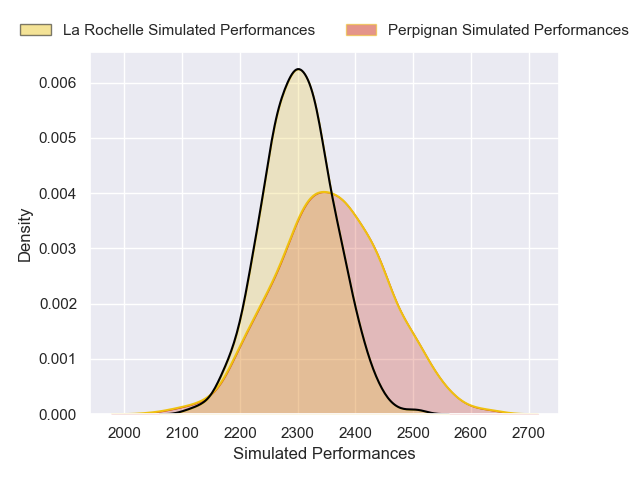 La Rochelle Simulated Performances Perpignan Simulated Performances
0.006
0.005
0.004
0.003
0.002
0.001
0.000
Density
2000 2100 2200 2300 2400 2500 2600 2700
Simulated Performances